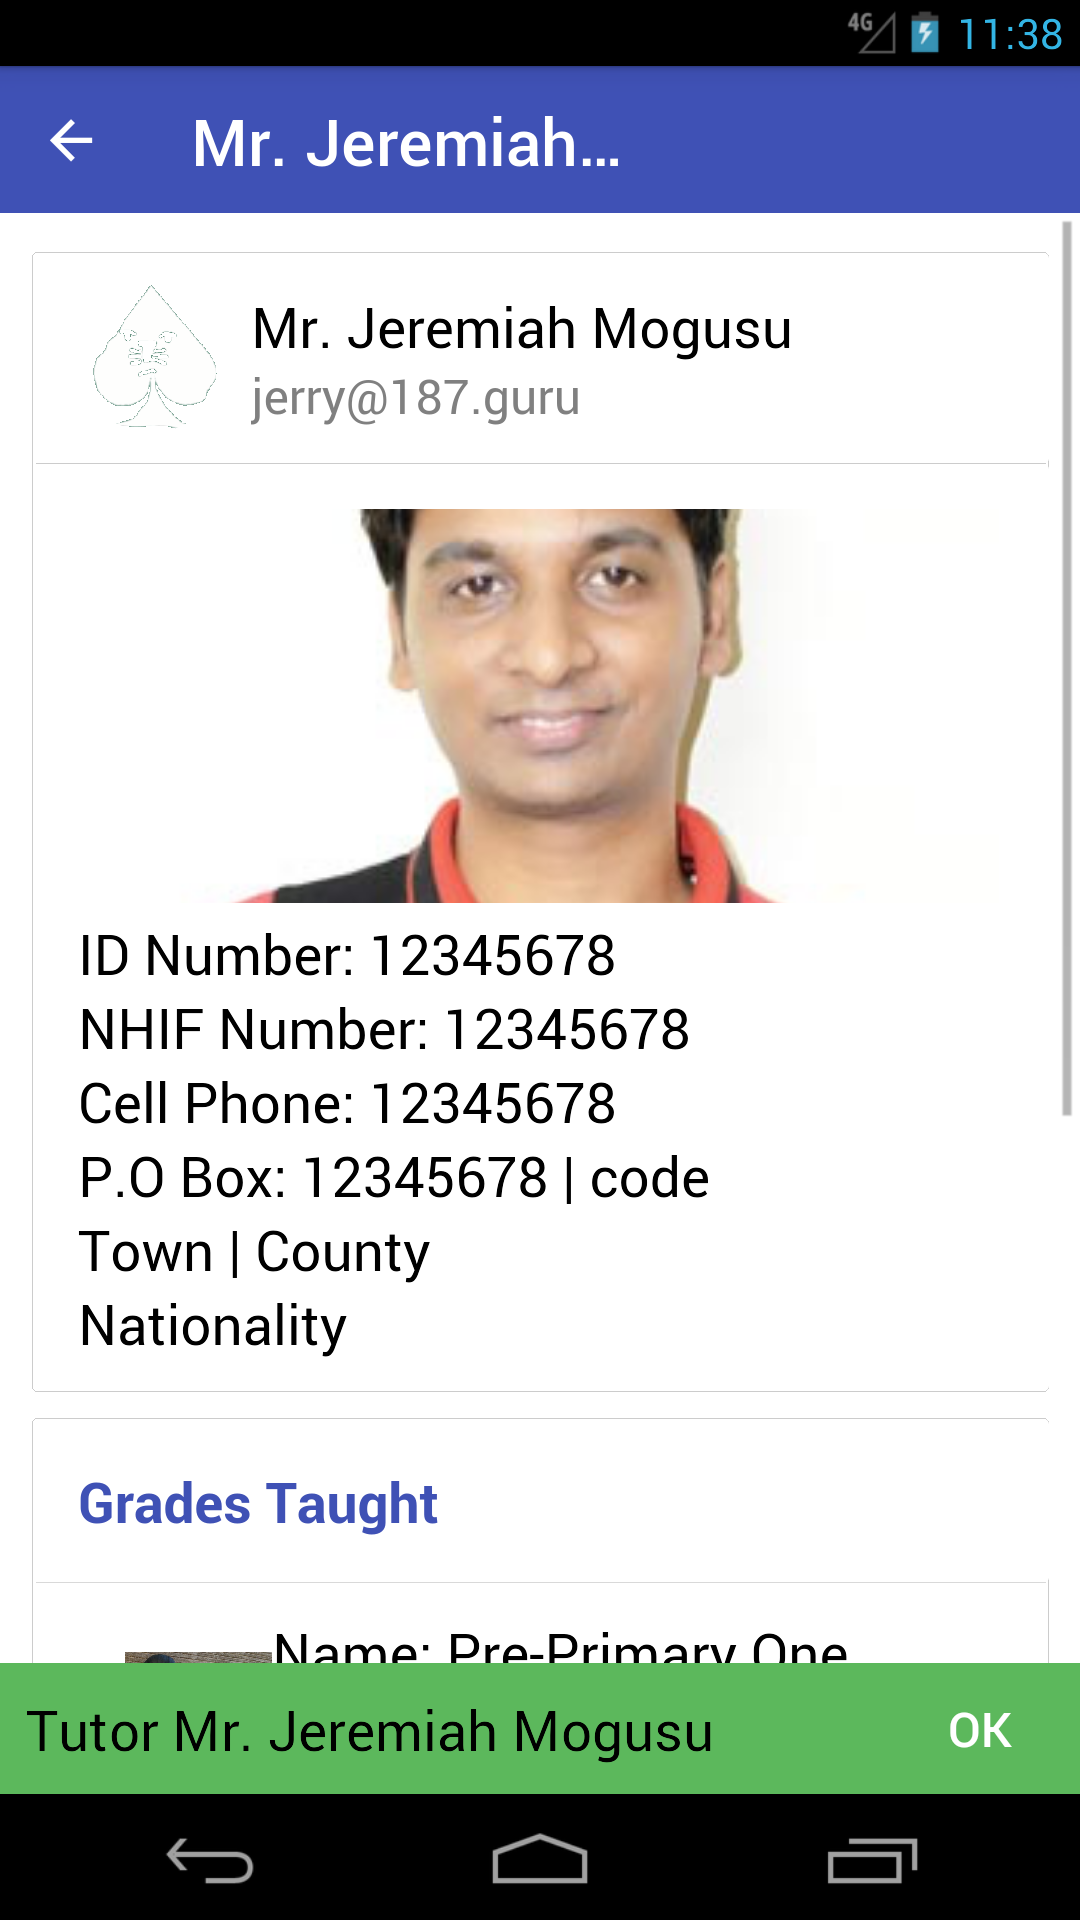 4G 11:38
Mr. Jeremiah...
Mr. Jeremiah Mogusu
jerry@187.guru
ID Number: 12345678
NHIF Number: 12345678
Cell Phone: 12345678
P.O Box: 12345678 | code
Town | County
Nationality
Grades Taught
Name: Pre-Primary One
Tutor Mr. Jeremiah Mogusu OK